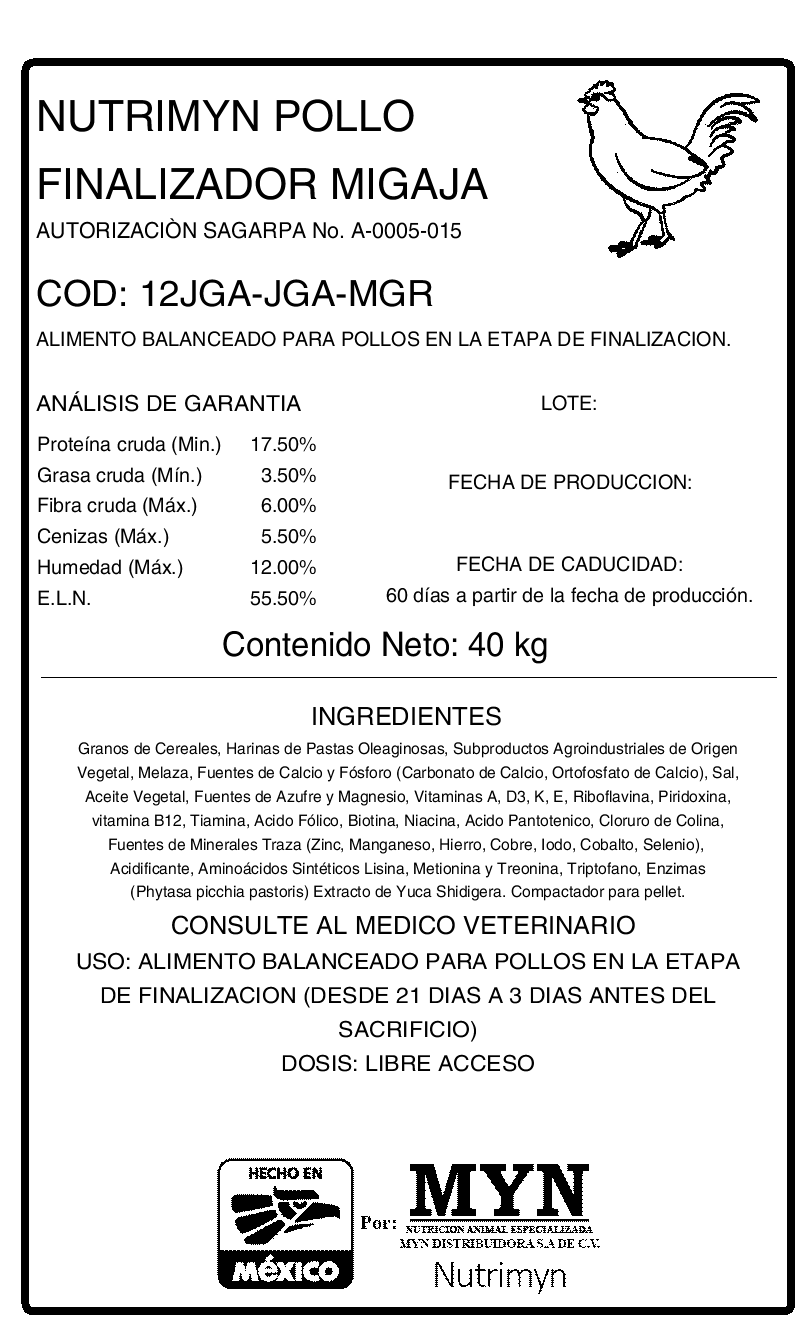 NUTRIMYN POLLO
FINALIZADOR MIGAJA
AUTORIZACIÒN SAGARPA No. A-0005-015
COD: 12JGA-JGA-MGR
ALIMENTO BALANCEADO PARA POLLOS EN LA ETAPA DE FINALIZACION.
ANÁLISIS DE GARANTIA
Proteína cruda (Min.) 17.50%
Grasa cruda (Mín.) 3.50%
Fibra cruda (Máx.) 6.00%
Cenizas (Máx.) 5.50%
Humedad (Máx.) 12.00%
E.L.N. 55.50%
LOTE:
FECHA DE PRODUCCION:
FECHA DE CADUCIDAD:
60 días a partir de la fecha de producción.
Contenido Neto: 40 kg
INGREDIENTES
Granos de Cereales, Harinas de Pastas Oleaginosas, Subproductos Agroindustriales de Origen
Vegetal, Melaza, Fuentes de Calcio y Fósforo (Carbonato de Calcio, Ortofosfato de Calcio), Sal,
Aceite Vegetal, Fuentes de Azufre y Magnesio, Vitaminas A, D3, K, E, Riboflavina, Piridoxina,
vitamina B12, Tiamina, Acido Fólico, Biotina, Niacina, Acido Pantotenico, Cloruro de Colina,
Fuentes de Minerales Traza (Zinc, Manganeso, Hierro, Cobre, Iodo, Cobalto, Selenio),
Acidificante, Aminoácidos Sintéticos Lisina, Metionina y Treonina, Triptofano, Enzimas
(Phytasa picchia pastoris) Extracto de Yuca Shidigera. Compactador para pellet.
CONSULTE AL MEDICO VETERINARIO
USO: ALIMENTO BALANCEADO PARA POLLOS EN LA ETAPA
DE FINALIZACION (DESDE 21 DIAS A 3 DIAS ANTES DEL
SACRIFICIO)
DOSIS: LIBRE ACCESO
HECHO EN
MéXICO
Por:
MYN
NUTRICION ANIMAL ESPECIALIZADA
MYN DISTRIBUIDORA S.A DE C.V.
Nutrimyn